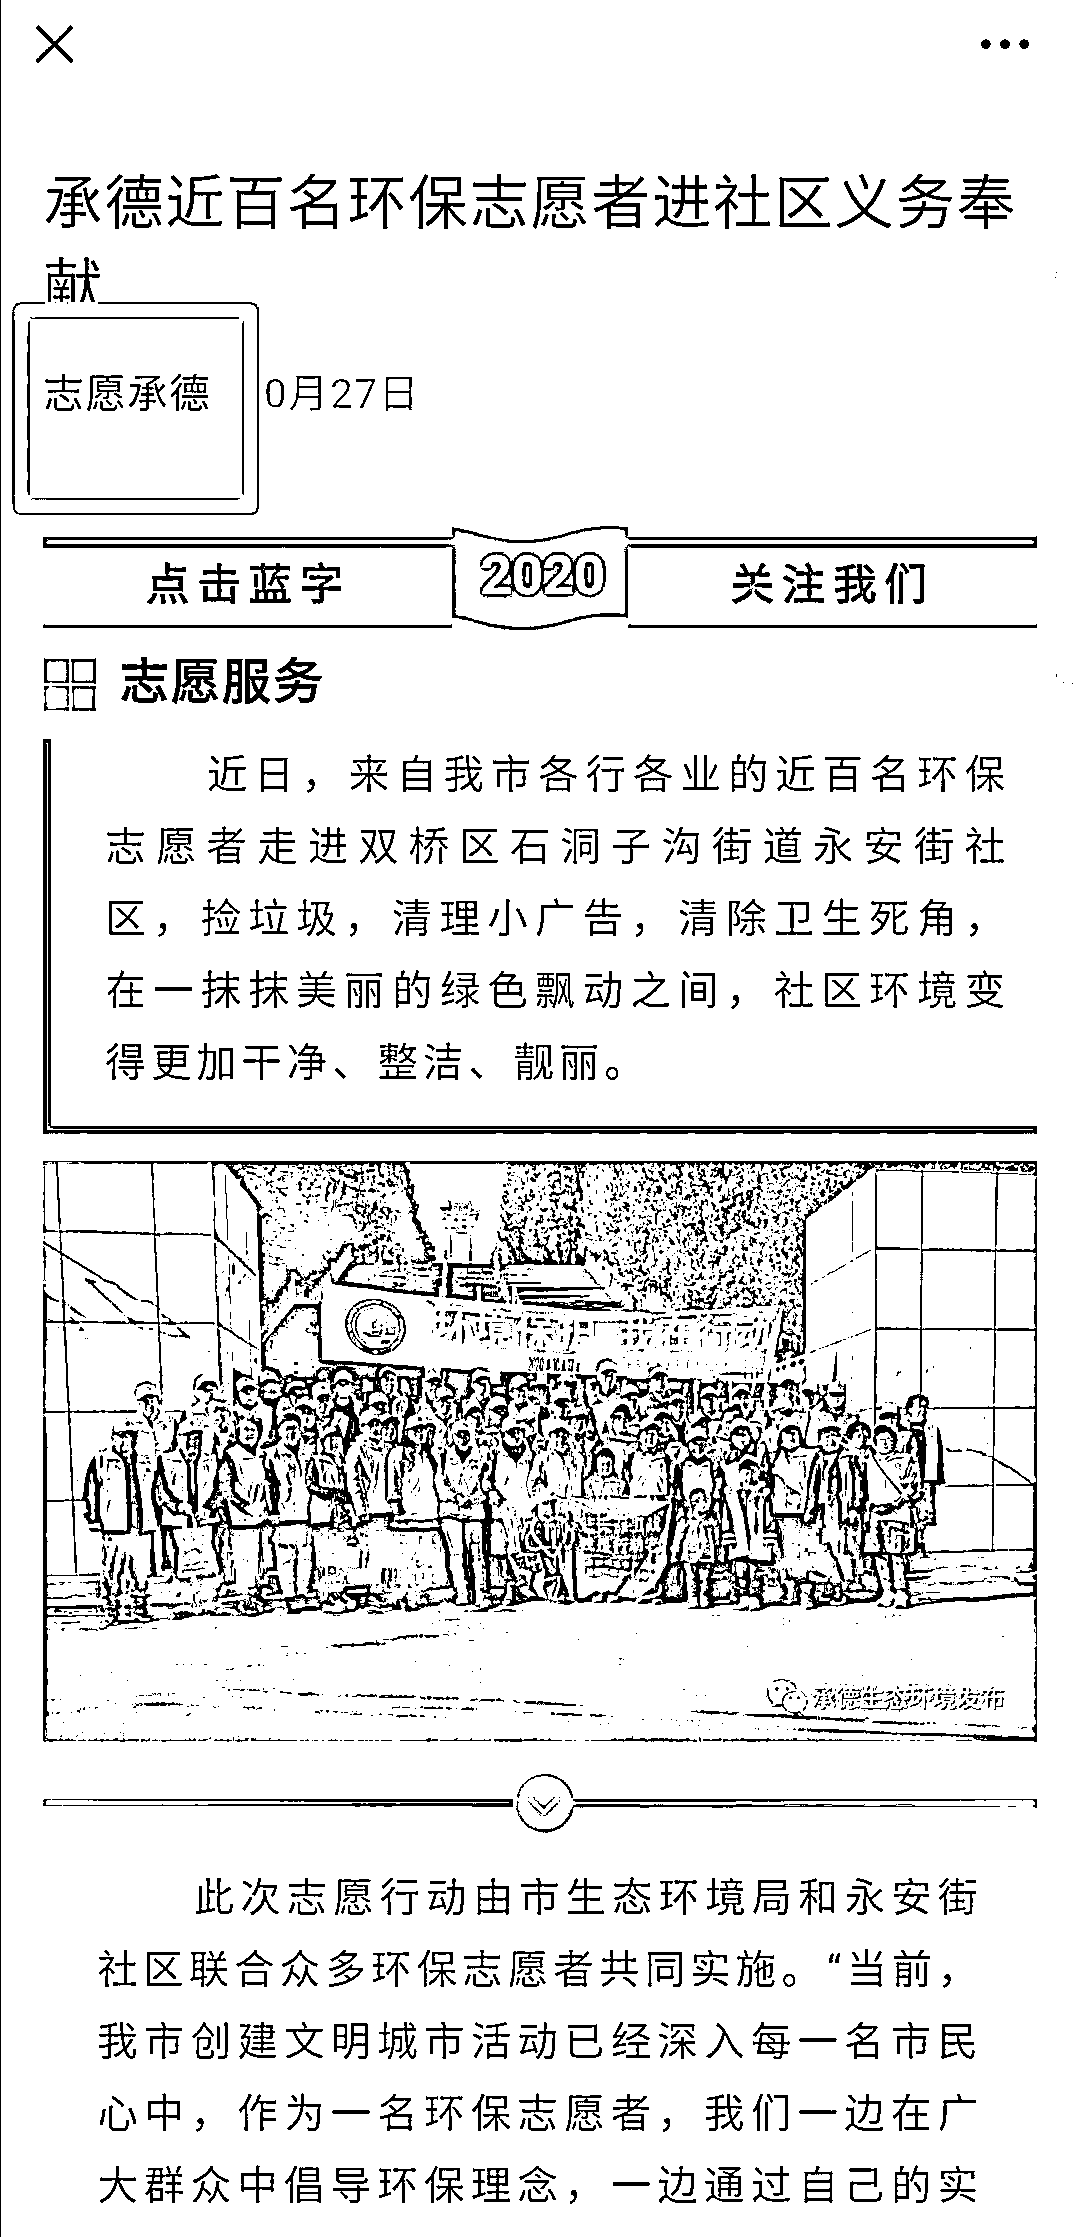 承德近百名环保志愿者进社区义务奉
献
志愿承德 0月27日
点击蓝字 2020 关注我们
志愿服务
近日，来自我市各行各业的近百名环保
志愿者走进双桥区石洞子沟街道永安街社
区，捡垃圾，清理小广告，清除卫生死角，
在一抹抹美丽的绿色飘动之间，社区环境变
得更加干净、整洁、靓丽。
环境保护 我在行动
承德生态环境发布
此次志愿行动由市生态环境局和永安街
社区联合众多环保志愿者共同实施。“当前，
我市创建文明城市活动已经深入每一名市民
心中，作为一名环保志愿者，我们一边在广
大群众中倡导环保理念，一边通过自己的实